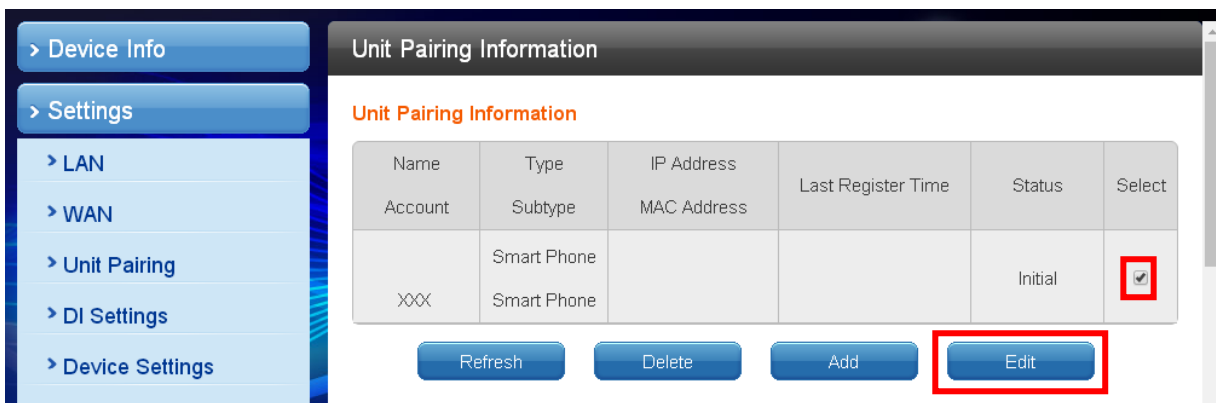 Device Info
Settings
LAN
WAN
Unit Pairing
DI Settings
Device Settings
Unit Pairing Information
Unit Pairing Information
Name Type IP Address Last Register Time Status Select
Account Subtype MAC Address
Smart Phone Initial
XXX Smart Phone
Refresh Delete Add Edit